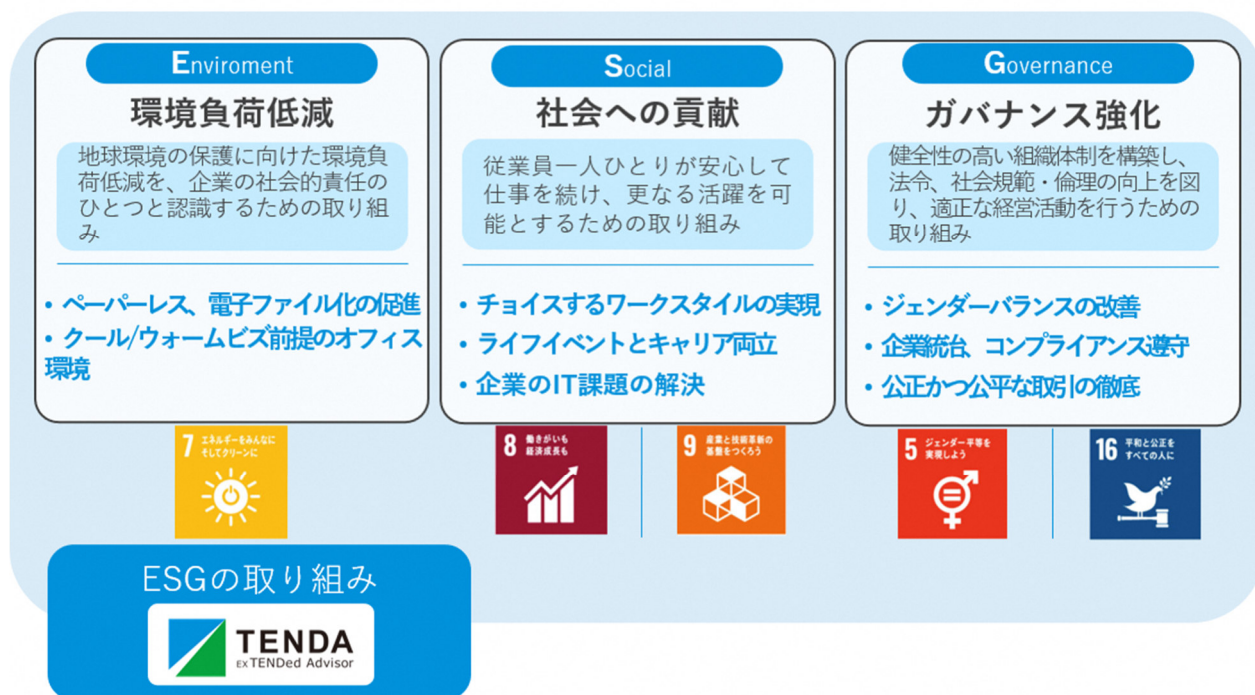 Enviroment
環境負荷低減
地球環境の保護に向けた環境負
荷低減を、企業の社会的責任の
ひとつと認識するための取り組
み
• ペーパーレス、電子ファイル化の促進
• クール/ウォームビズ前提のオフィス
環境
7 エネルギーをみんなに
そしてクリーンに
Social
社会への貢献
従業員一人ひとりが安心して
仕事を続け、更なる活躍を可
能とするための取り組み
• チョイスするワークスタイルの実現
• ライフイベントとキャリア両立
• 企業のIT課題の解決
8 働きがいも
経済成長も
9 産業と技術革新の
基盤をつくろう
Governance
ガバナンス強化
健全性の高い組織体制を構築し、
法令、社会規範・倫理の向上を図
り、適正な経営活動を行うための
取り組み
• ジェンダーバランスの改善
• 企業統台、コンプライアンス遵守
• 公正かつ公平な取引の徹底
5 ジェンダー平等を
実現しよう
16 平和と公正を
すべての人に
ESGの取り組み
TENDA
EXTENDed Advisor